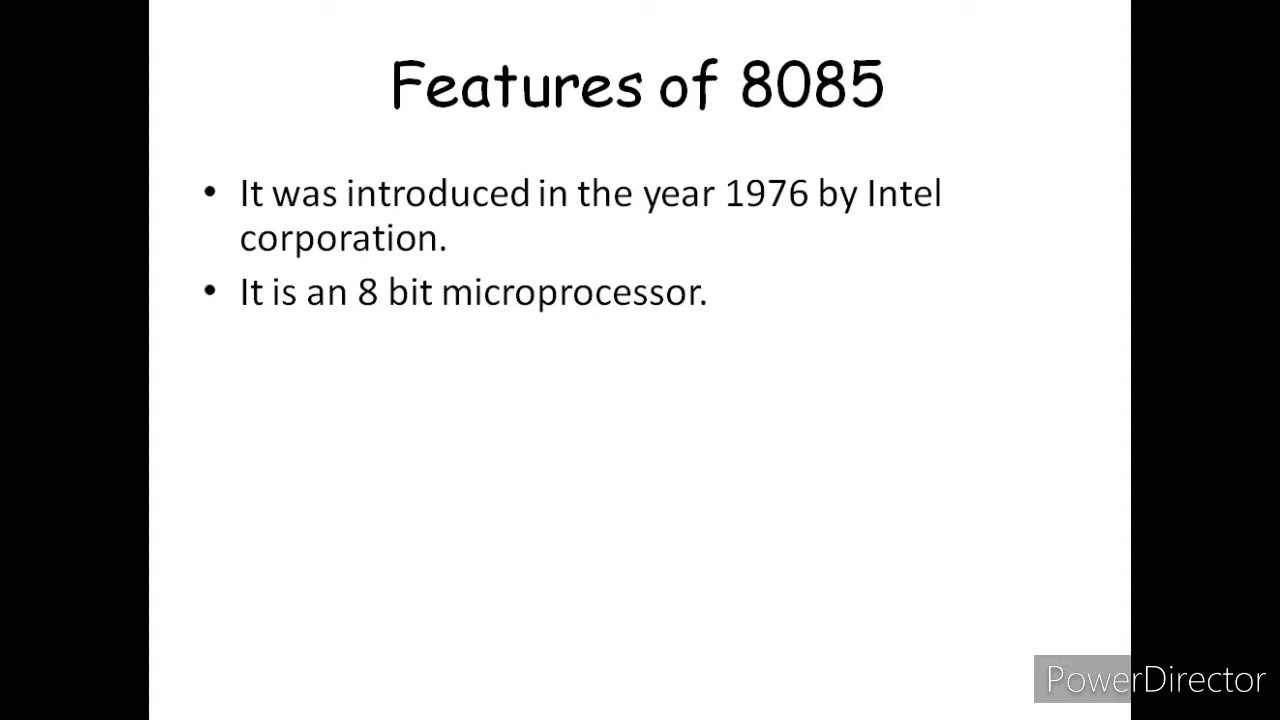 Features of 8085
• It was introduced in the year 1976 by Intel
corporation.
• It is an 8 bit microprocessor.
PowerDirector